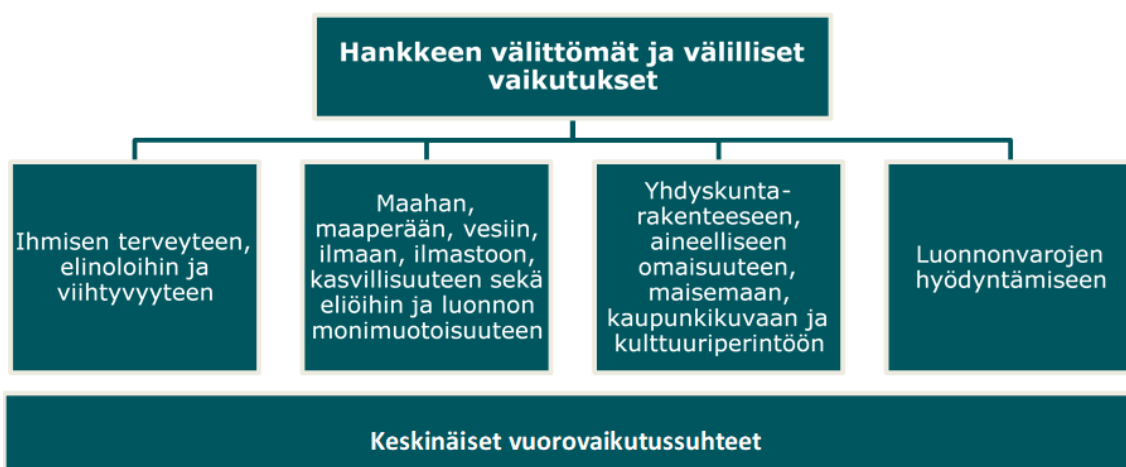 Hankkeen välittömät ja välilliset
vaikutukset
Ihmisen terveyteen,
elinoloihin ja
viihtyvyyteen
Maahan,
maaperään, vesiin,
ilmaan, ilmastoon,
kasvillisuuteen sekä
eliöihin ja luonnon
monimuotoisuuteen
Yhdyskunta-
rakenteeseen,
aineelliseen
omaisuuteen,
maisemaan,
kaupunkikuvaan ja
kulttuuriperintöön
Luonnonvarojen
hyödyntämiseen
Keskinäiset vuorovaikutussuhteet